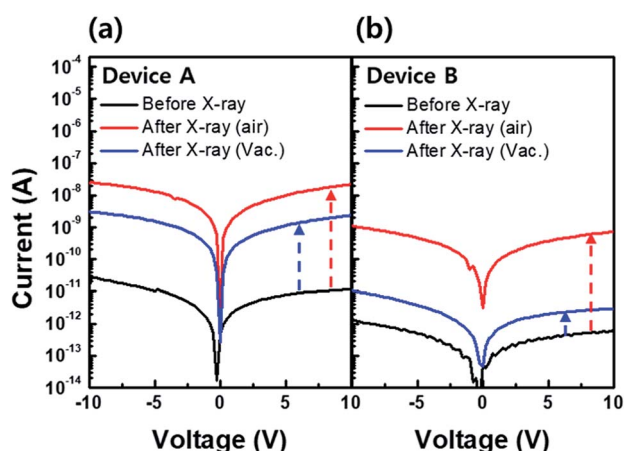 (a)
(b)
Device A
Before X-ray
After X-ray (air)
After X-ray (Vac.)
Device B
Before X-ray
After X-ray (air)
After X-ray (Vac.)
Current (A)
10⁻⁴
10⁻⁵
10⁻⁶
10⁻⁷
10⁻⁸
10⁻⁹
10⁻¹⁰
10⁻¹¹
10⁻¹²
10⁻¹³
10⁻¹⁴
-10 -5 0 5 10 -5 0 5 10
Voltage (V) Voltage (V)